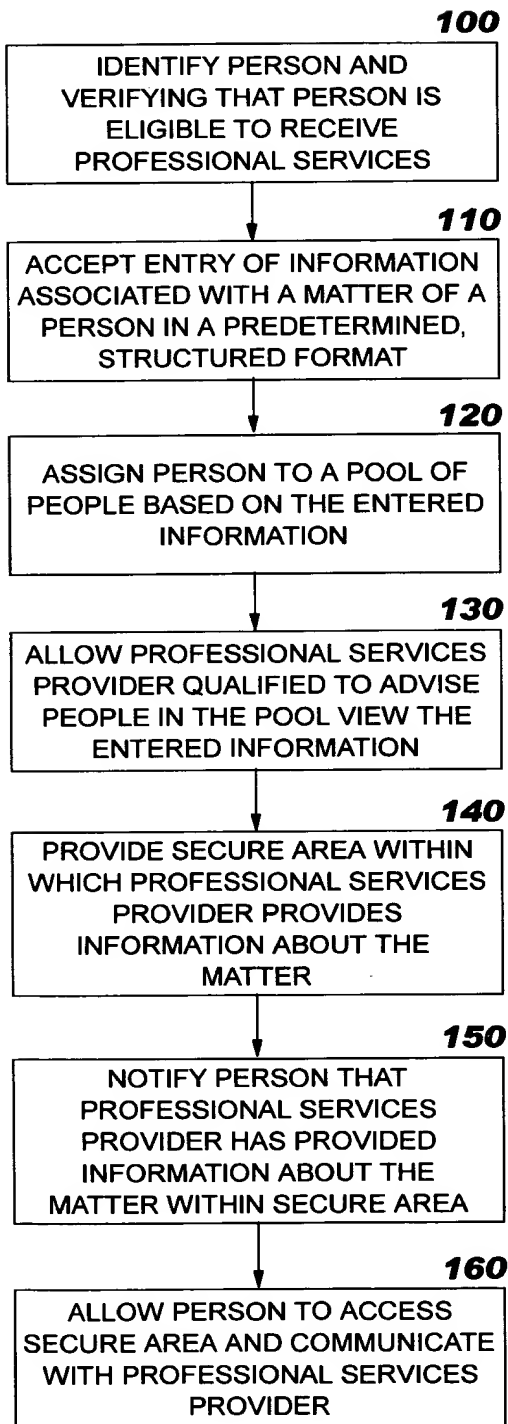 100
IDENTIFY PERSON AND
VERIFYING THAT PERSON IS
ELIGIBLE TO RECEIVE
PROFESSIONAL SERVICES
110
ACCEPT ENTRY OF INFORMATION
ASSOCIATED WITH A MATTER OF A
PERSON IN A PREDETERMINED,
STRUCTURED FORMAT
120
ASSIGN PERSON TO A POOL OF
PEOPLE BASED ON THE ENTERED
INFORMATION
130
ALLOW PROFESSIONAL SERVICES
PROVIDER QUALIFIED TO ADVISE
PEOPLE IN THE POOL VIEW THE
ENTERED INFORMATION
140
PROVIDE SECURE AREA WITHIN
WHICH PROFESSIONAL SERVICES
PROVIDER PROVIDES
INFORMATION ABOUT THE
MATTER
150
NOTIFY PERSON THAT
PROFESSIONAL SERVICES
PROVIDER HAS PROVIDED
INFORMATION ABOUT THE
MATTER WITHIN SECURE AREA
160
ALLOW PERSON TO ACCESS
SECURE AREA AND COMMUNICATE
WITH PROFESSIONAL SERVICES
PROVIDER